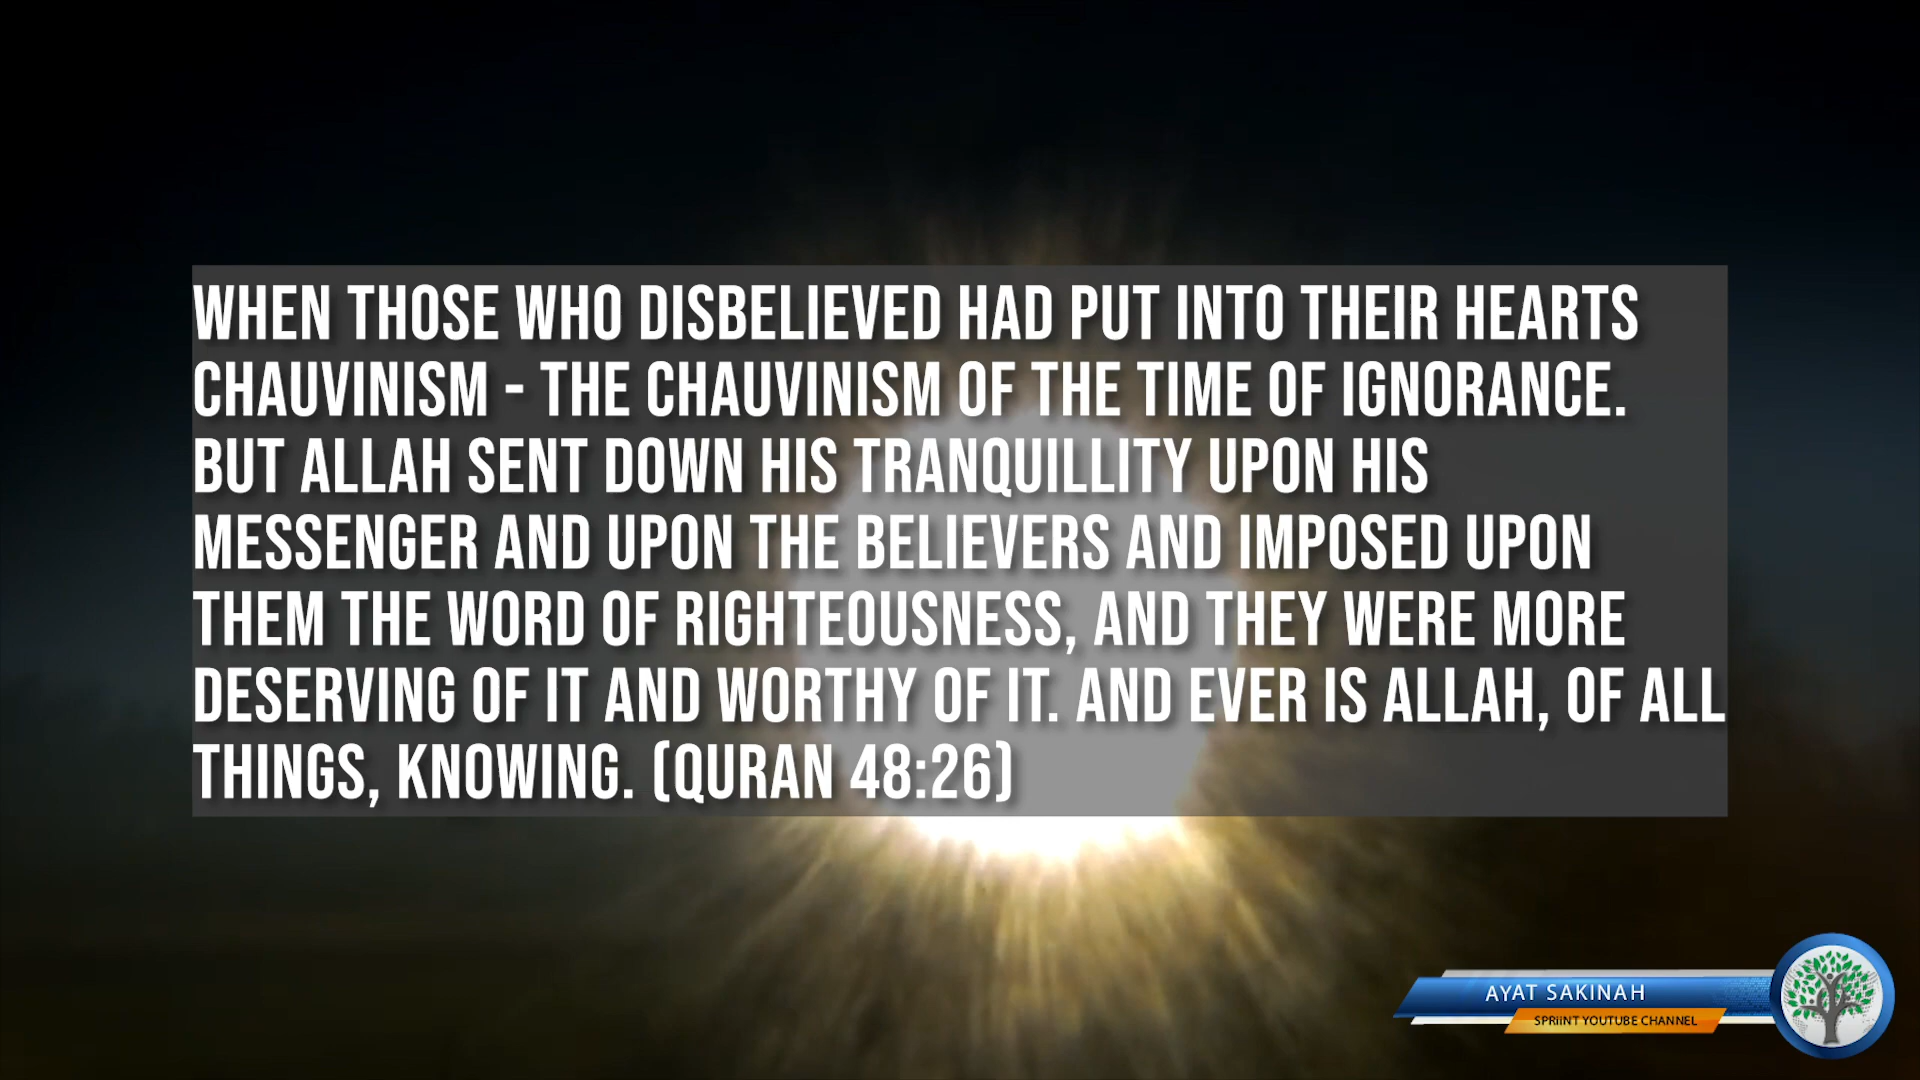 WHEN THOSE WHO DISBELIEVED HAD PUT INTO THEIR HEARTS
CHAUVINISM - THE CHAUVINISM OF THE TIME OF IGNORANCE.
BUT ALLAH SENT DOWN HIS TRANQUILLITY UPON HIS
MESSENGER AND UPON THE BELIEVERS AND IMPOSED UPON
THEM THE WORD OF RIGHTEOUSNESS, AND THEY WERE MORE
DESERVING OF IT AND WORTHY OF IT. AND EVER IS ALLAH, OF ALL
THINGS, KNOWING. (QURAN 48:26)
AYAT SAKINAH
SPRiiNT YOUTUBE CHANNEL